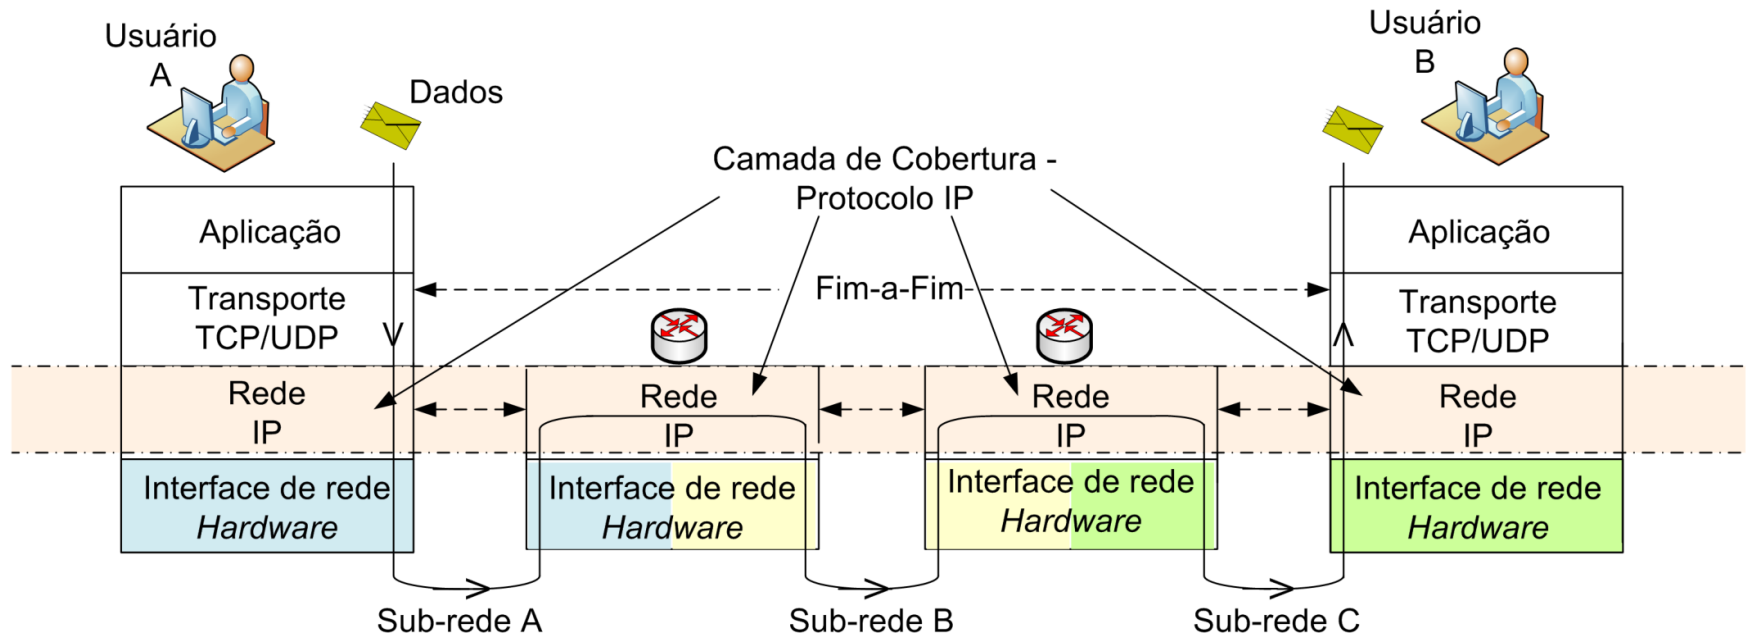 Usuário
A
Dados
Usuário
B
Camada de Cobertura -
Protocolo IP
Aplicação
Aplicação
Transporte
TCP/UDP
Fim-a-Fim
Transporte
TCP/UDP
Rede
IP
Rede
IP
Rede
IP
Rede
IP
Interface de rede
Hardware
Interface de rede
Hardware
Interface de rede
Hardware
Interface de rede
Hardware
Sub-rede A
Sub-rede B
Sub-rede C